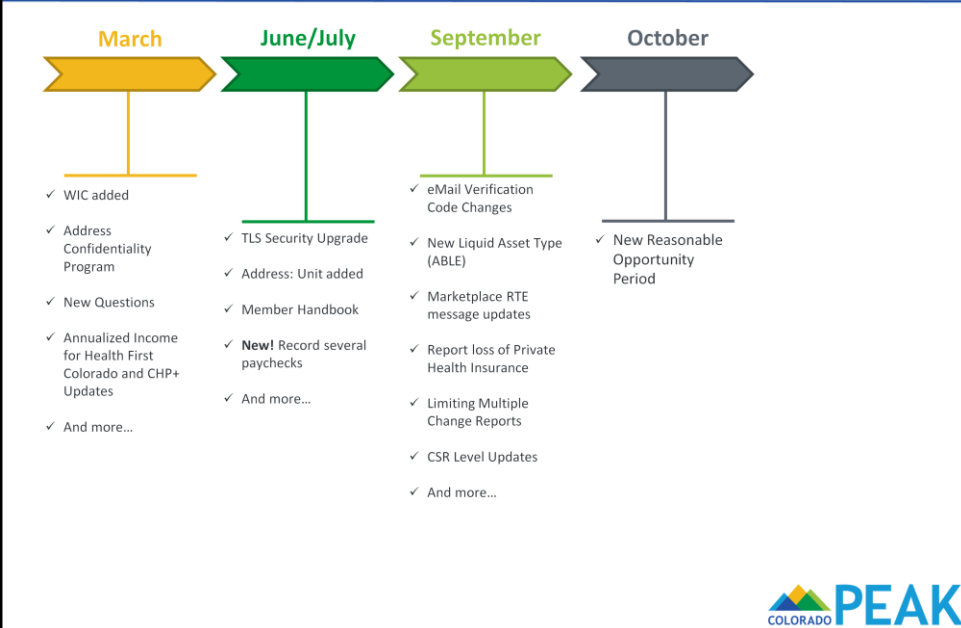 March
✓ WIC added
✓ Address
Confidentiality
Program
✓ New Questions
✓ Annualized Income
for Health First
Colorado and CHP+
Updates
✓ And more…
June/July
✓ TLS Security Upgrade
✓ Address: Unit added
✓ Member Handbook
✓ New! Record several
paychecks
✓ And more…
September
✓ eMail Verification
Code Changes
✓ New Liquid Asset Type
(ABLE)
✓ Marketplace RTE
message updates
✓ Report loss of Private
Health Insurance
✓ Limiting Multiple
Change Reports
✓ CSR Level Updates
✓ And more…
October
✓ New Reasonable
Opportunity
Period
COLORADO PEAK